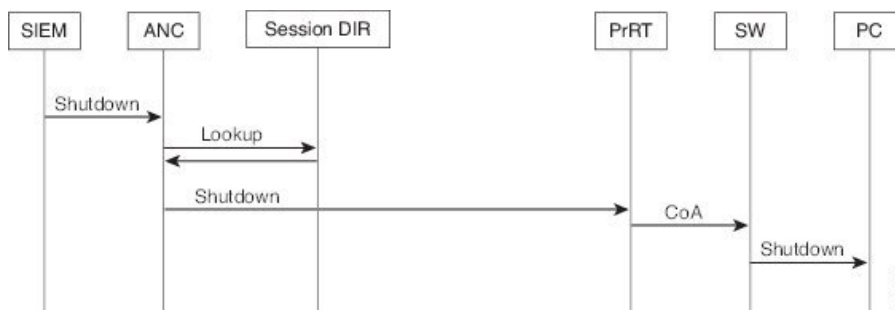 SIEM
ANC
Session DIR
PrRT
SW
PC
Shutdown
Lookup
Shutdown
CoA
Shutdown